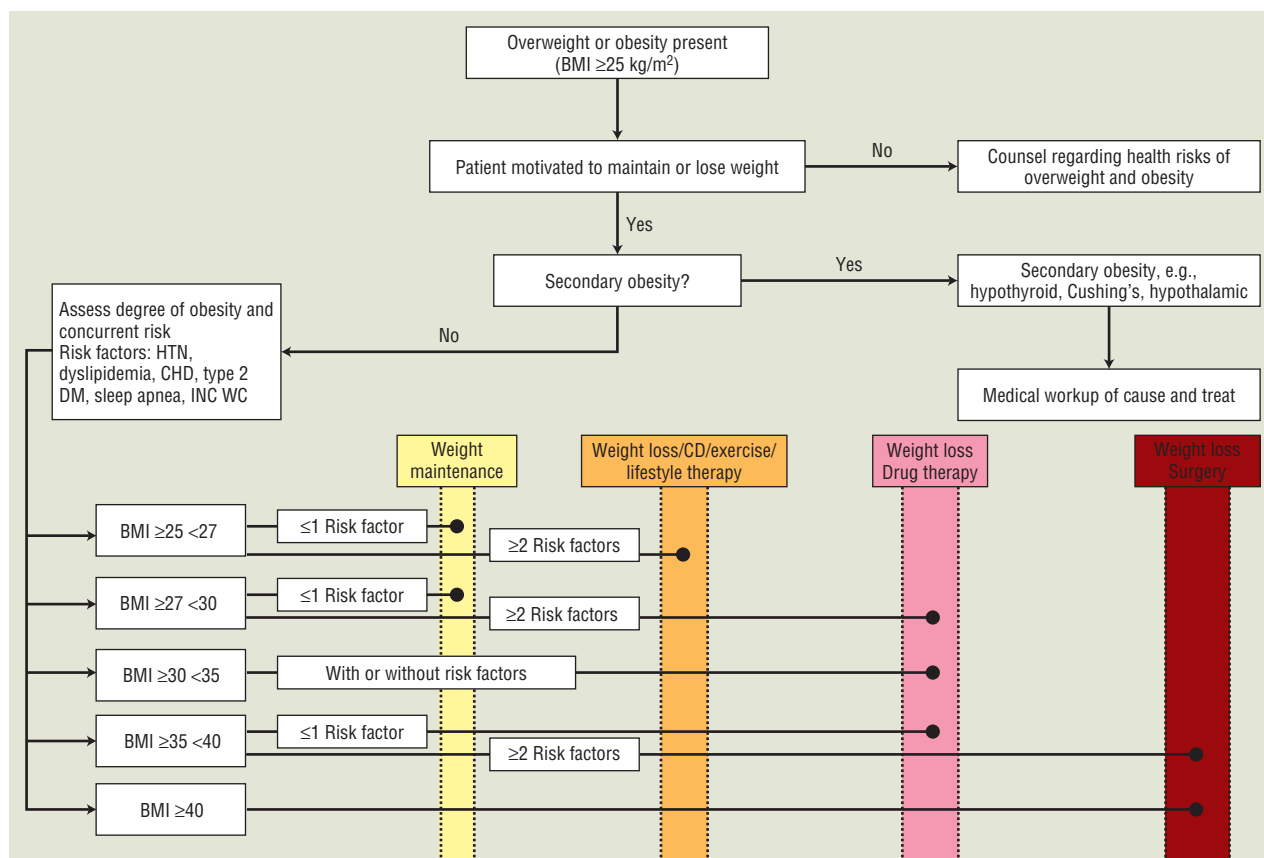 Overweight or obesity present
(BMI ≥25 kg/m²)
Patient motivated to maintain or lose weight
No
Counsel regarding health risks of
overweight and obesity
Yes
Secondary obesity?
Yes
Secondary obesity, e.g.,
hypothyroid, Cushing's, hypothalamic
No
Assess degree of obesity and
concurrent risk
Risk factors: HTN,
dyslipidemia, CHD, type 2
DM, sleep apnea, INC WC
Medical workup of cause and treat
Weight
maintenance
Weight loss/CD/exercise/
lifestyle therapy
Weight loss
Drug therapy
Weight loss
Surgery
BMI ≥25 <27
≤1 Risk factor
≥2 Risk factors
BMI ≥27 <30
≤1 Risk factor
≥2 Risk factors
BMI ≥30 <35
With or without risk factors
BMI ≥35 <40
≤1 Risk factor
≥2 Risk factors
BMI ≥40